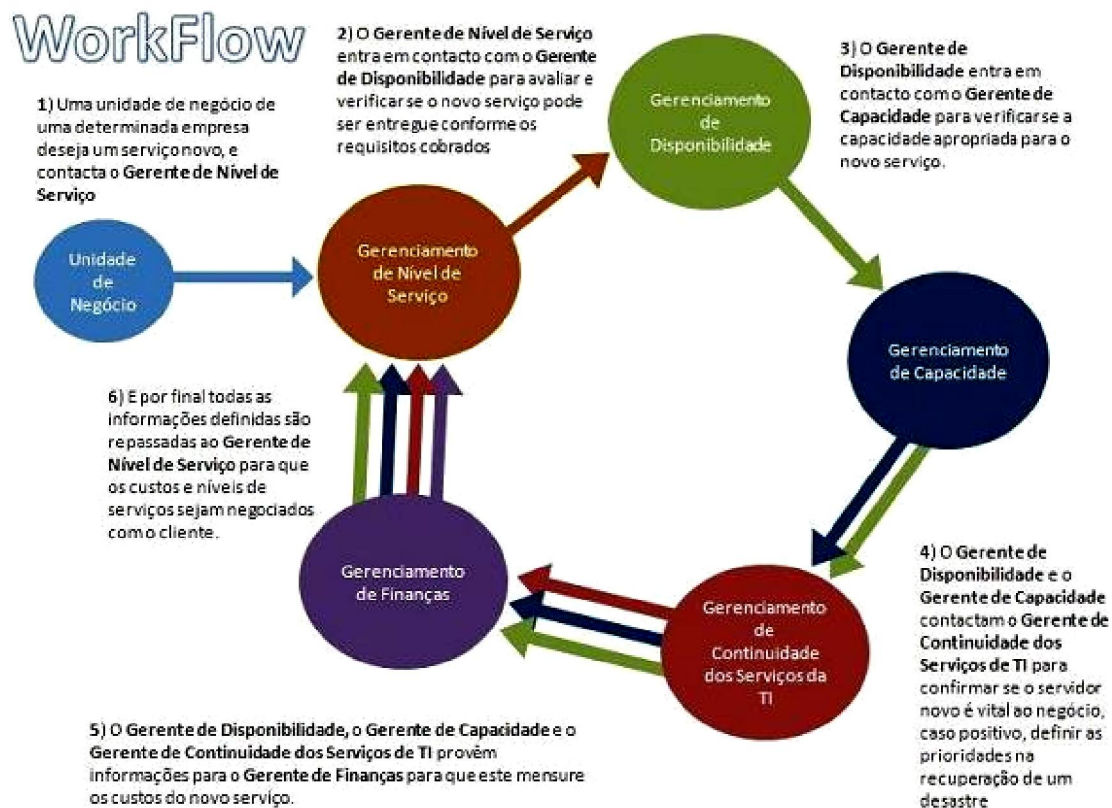 WorkFlow
1) Uma unidade de negócio de
uma determinada empresa
deseja um serviço novo, e
contacta o Gerente de Nível de
Serviço
2) O Gerente de Nível de Serviço
entra em contacto com o Gerente
de Disponibilidade para avaliar e
verificar se o novo serviço pode
ser entregue conforme os
requisitos cobrados
3) O Gerente de
Disponibilidade entra em
contacto com o Gerente de
Capacidade para verificar se a
capacidade apropriada para o
novo serviço.
Gerenciamento
de
Disponibilidade
Unidade
de
Negócio
Gerenciamento
de Nível de
Serviço
Gerenciamento
de Capacidade
6) E por final todas as
informações definidas são
repassadas ao Gerente de
Nível de Serviço para que
os custos e níveis de
serviços sejam negociados
com o cliente.
Gerenciamento
de Finanças
Gerenciamento
de
Continuidade
dos Serviços da
TI
4) O Gerente de
Disponibilidade e o
Gerente de Capacidade
contactam o Gerente de
Continuidade dos
Serviços de TI para
confirmar se o servidor
novo é vital ao negócio,
caso positivo, definir as
prioridades na
recuperação de um
desastre
5) O Gerente de Disponibilidade, o Gerente de Capacidade e o
Gerente de Continuidade dos Serviços de TI provêm
informações para o Gerente de Finanças para que este mensure
os custos do novo serviço.